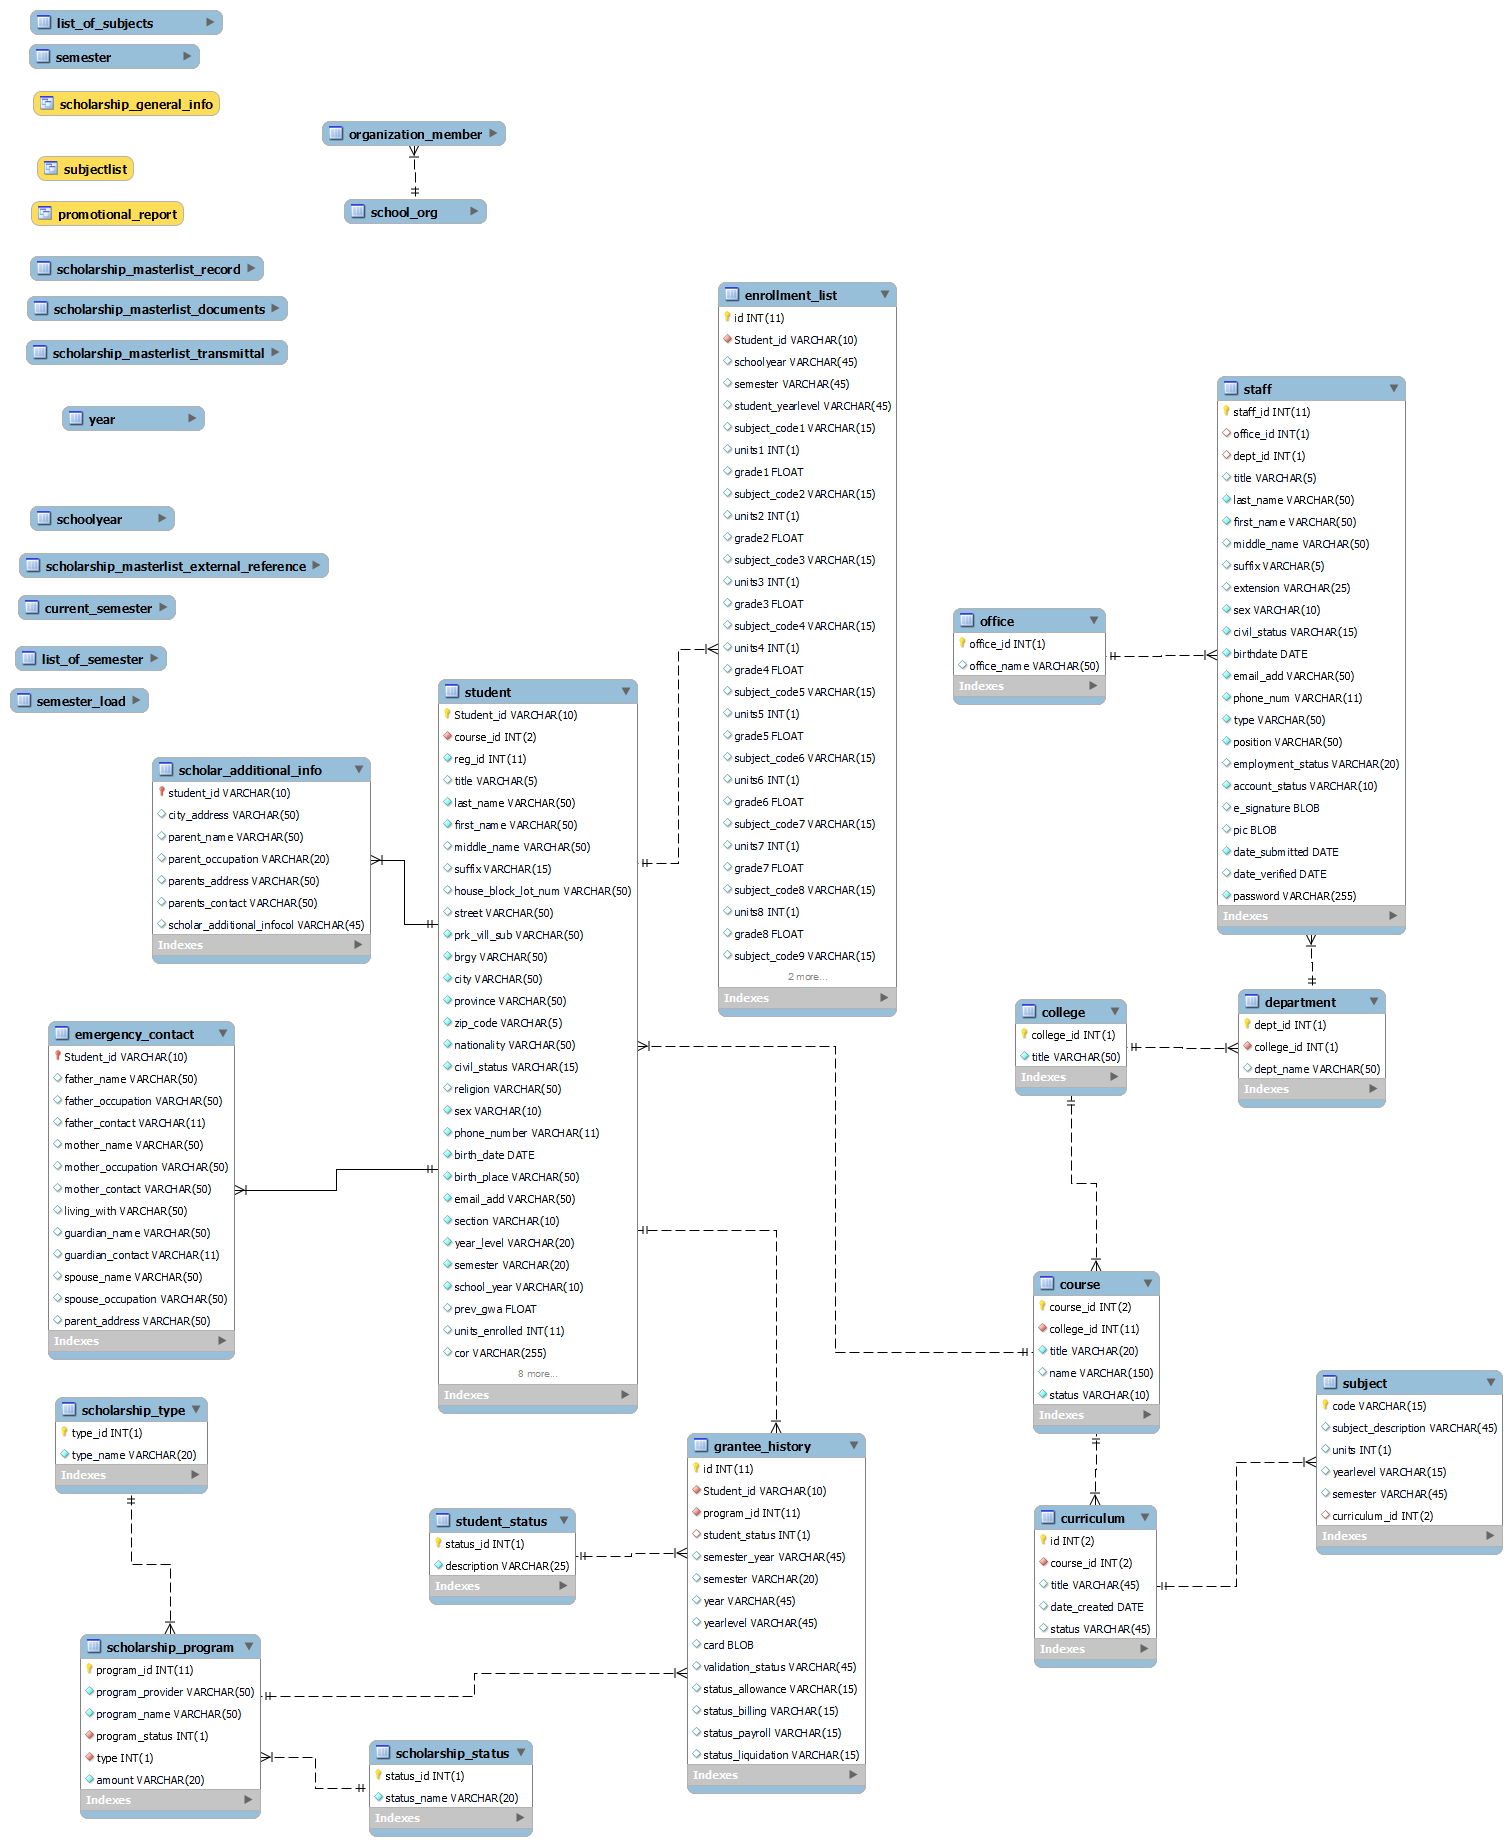 list_of_subjects
semester
scholarship_general_info
subjectlist
promotional_report
organization_member
school_org
scholarship_masterlist_record
scholarship_masterlist_documents
scholarship_masterlist_transmittal
year
schoolyear
scholarship_masterlist_external_reference
current_semester
list_of_semester
semester_load
enrollment_list
id INT(11)
Student_id VARCHAR(10)
schoolyear VARCHAR(45)
semester VARCHAR(45)
student_yearlevel VARCHAR(45)
subject_code1 VARCHAR(15)
units1 INT(1)
grade1 FLOAT
subject_code2 VARCHAR(15)
units2 INT(1)
grade2 FLOAT
subject_code3 VARCHAR(15)
units3 INT(1)
grade3 FLOAT
subject_code4 VARCHAR(15)
units4 INT(1)
grade4 FLOAT
subject_code5 VARCHAR(15)
units5 INT(1)
grade5 FLOAT
subject_code6 VARCHAR(15)
units6 INT(1)
grade6 FLOAT
subject_code7 VARCHAR(15)
units7 INT(1)
grade7 FLOAT
subject_code8 VARCHAR(15)
units8 INT(1)
grade8 FLOAT
subject_code9 VARCHAR(15)
2 more...
Indexes
staff
staff_id INT(11)
office_id INT(1)
dept_id INT(1)
title VARCHAR(5)
last_name VARCHAR(50)
first_name VARCHAR(50)
middle_name VARCHAR(50)
suffix VARCHAR(5)
extension VARCHAR(25)
sex VARCHAR(10)
civil_status VARCHAR(15)
birthdate DATE
email_add VARCHAR(50)
phone_num VARCHAR(11)
type VARCHAR(50)
position VARCHAR(50)
employment_status VARCHAR(20)
account_status VARCHAR(10)
e_signature BLOB
pic BLOB
date_submitted DATE
date_verified DATE
password VARCHAR(255)
Indexes
office
office_id INT(1)
office_name VARCHAR(50)
Indexes
student
Student_id VARCHAR(10)
course_id INT(2)
reg_id INT(11)
title VARCHAR(5)
last_name VARCHAR(50)
first_name VARCHAR(50)
middle_name VARCHAR(50)
suffix VARCHAR(15)
house_block_lot_num VARCHAR(50)
street VARCHAR(50)
prk_vill_sub VARCHAR(50)
brgy VARCHAR(50)
city VARCHAR(50)
province VARCHAR(50)
zip_code VARCHAR(5)
nationality VARCHAR(50)
civil_status VARCHAR(15)
religion VARCHAR(50)
sex VARCHAR(10)
phone_number VARCHAR(11)
birth_date DATE
birth_place VARCHAR(50)
email_add VARCHAR(50)
section VARCHAR(10)
year_level VARCHAR(20)
semester VARCHAR(20)
school_year VARCHAR(10)
prev_gwa FLOAT
units_enrolled INT(11)
cor VARCHAR(255)
8 more...
Indexes
scholar_additional_info
student_id VARCHAR(10)
city_address VARCHAR(50)
parent_name VARCHAR(50)
parent_occupation VARCHAR(20)
parents_address VARCHAR(50)
parents_contact VARCHAR(50)
scholar_additional_infocol VARCHAR(45)
Indexes
emergency_contact
Student_id VARCHAR(10)
father_name VARCHAR(50)
father_occupation VARCHAR(50)
father_contact VARCHAR(11)
mother_name VARCHAR(50)
mother_occupation VARCHAR(50)
mother_contact VARCHAR(50)
living_with VARCHAR(50)
guardian_name VARCHAR(50)
guardian_contact VARCHAR(11)
spouse_name VARCHAR(50)
spouse_occupation VARCHAR(50)
parent_address VARCHAR(50)
Indexes
college
college_id INT(1)
title VARCHAR(50)
Indexes
department
dept_id INT(1)
college_id INT(1)
dept_name VARCHAR(50)
Indexes
course
course_id INT(2)
college_id INT(11)
title VARCHAR(20)
name VARCHAR(150)
status VARCHAR(10)
Indexes
subject
code VARCHAR(15)
subject_description VARCHAR(45)
units INT(1)
yearlevel VARCHAR(15)
semester VARCHAR(45)
curriculum_id INT(2)
Indexes
scholarship_type
type_id INT(1)
type_name VARCHAR(20)
Indexes
grantee_history
id INT(11)
Student_id VARCHAR(10)
program_id INT(11)
student_status INT(1)
semester_year VARCHAR(45)
semester VARCHAR(20)
year VARCHAR(45)
yearlevel VARCHAR(45)
card BLOB
validation_status VARCHAR(45)
status_allowance VARCHAR(15)
status_billing VARCHAR(15)
status_payroll VARCHAR(15)
status_liquidation VARCHAR(15)
Indexes
student_status
status_id INT(1)
description VARCHAR(25)
Indexes
curriculum
id INT(2)
course_id INT(2)
title VARCHAR(45)
date_created DATE
status VARCHAR(45)
Indexes
scholarship_program
program_id INT(11)
program_provider VARCHAR(50)
program_name VARCHAR(50)
program_status INT(1)
type INT(1)
amount VARCHAR(20)
Indexes
scholarship_status
status_id INT(1)
status_name VARCHAR(20)
Indexes